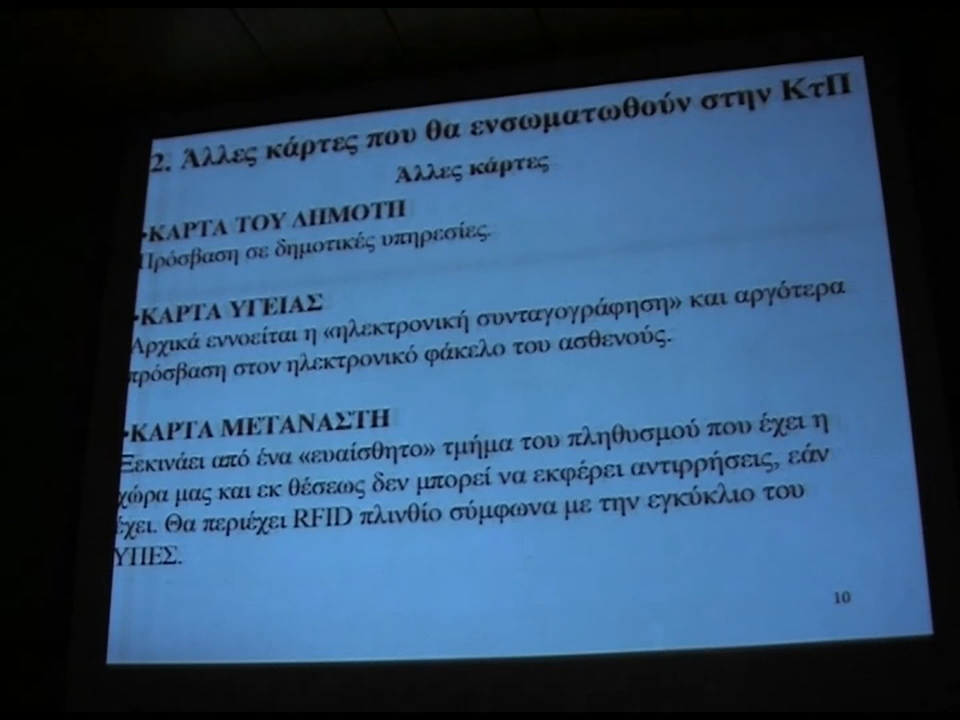 2. Άλλες κάρτες που θα ενσωματωθούν στην ΚτΠ
Άλλες κάρτες
•ΚΑΡΤΑ ΤΟΥ ΔΗΜΟΤΗ
Πρόσβαση σε δημοτικές υπηρεσίες.
•ΚΑΡΤΑ ΥΓΕΙΑΣ
Αρχικά εννοείται η «ηλεκτρονική συνταγογράφηση» και αργότερα
πρόσβαση στον ηλεκτρονικό φάκελο του ασθενούς.
•ΚΑΡΤΑ ΜΕΤΑΝΑΣΤΗ
Ξεκινάει από ένα «ευαίσθητο» τμήμα του πληθυσμού που έχει η
χώρα μας και εκ θέσεως δεν μπορεί να εκφέρει αντιρρήσεις, εάν
έχει. Θα περιέχει RFID πλινθίο σύμφωνα με την εγκύκλιο του
ΥΠΕΣ.
10